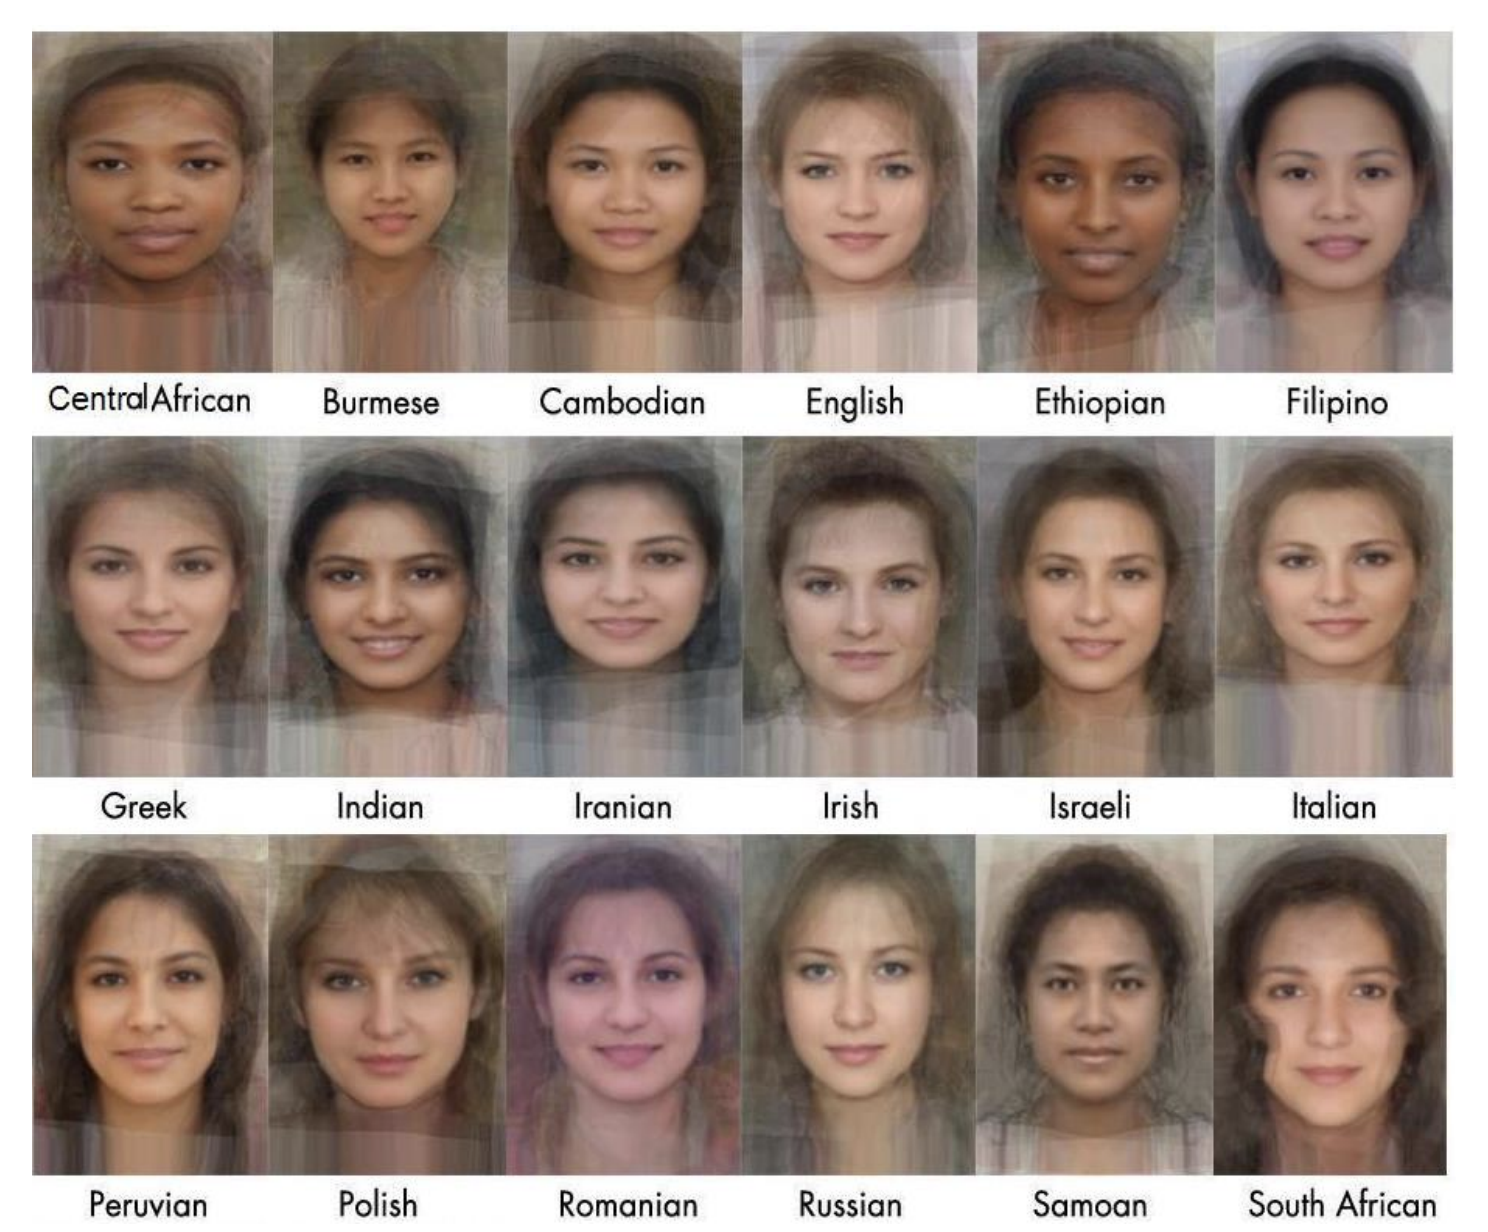 Central African Burmese Cambodian English Ethiopian Filipino
Greek Indian Iranian Irish Israeli Italian
Peruvian Polish Romanian Russian Samoan South African